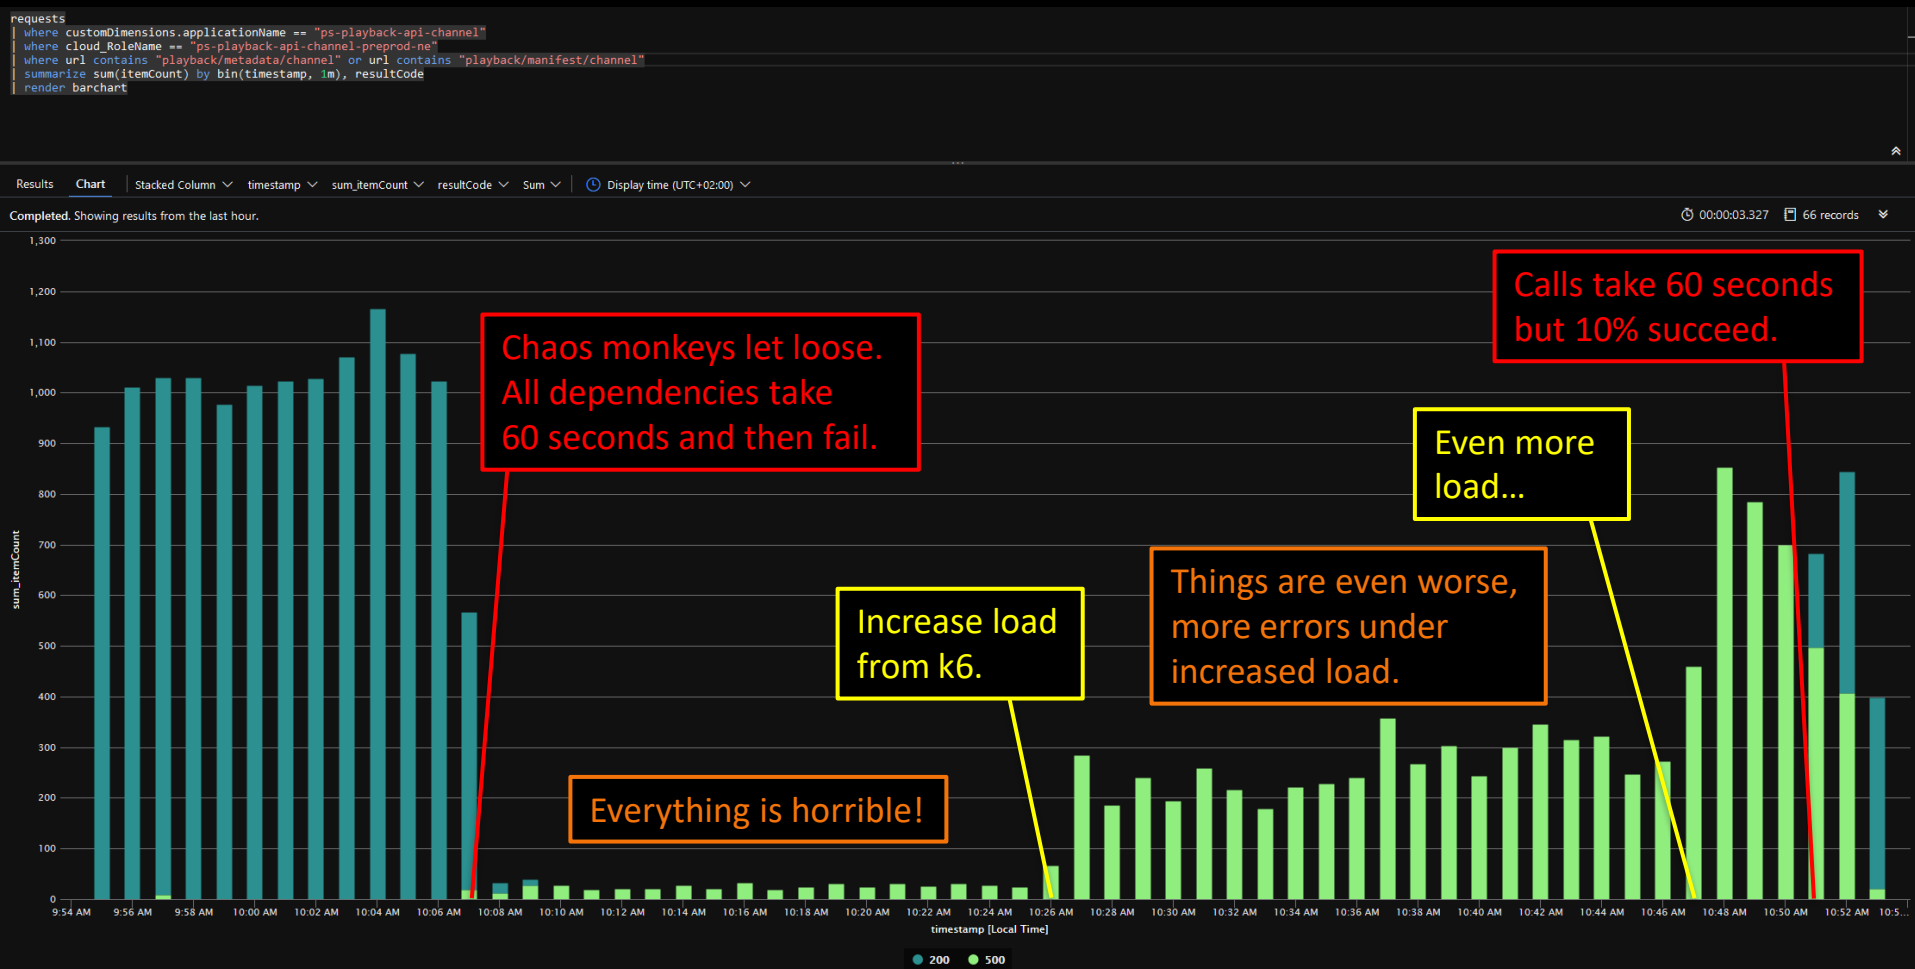 requests
| where customDimensions.applicationName == "ps-playback-api-channel"
| where cloud_RoleName == "ps-playback-api-channel-preprod-ne"
| where url contains "playback/metadata/channel" or url contains "playback/manifest/channel"
| summarize sum(itemCount) by bin(timestamp, 1m), resultCode
| render barchart
Results Chart Stacked Column timestamp sum_itemCount resultCode Sum Display time (UTC+02:00)
Completed. Showing results from the last hour. 00:00:03.327 66 records
1,300
1,200
1,100
1,000
900
800
700
600
500
400
300
200
100
0
sum_itemCount
Chaos monkeys let loose.
All dependencies take
60 seconds and then fail.
Everything is horrible!
Increase load
from k6.
Things are even worse,
more errors under
increased load.
Even more
load...
Calls take 60 seconds
but 10% succeed.
9:54 AM 9:56 AM 9:58 AM 10:00 AM 10:02 AM 10:04 AM 10:06 AM 10:08 AM 10:10 AM 10:12 AM 10:14 AM 10:16 AM 10:18 AM 10:20 AM 10:22 AM 10:24 AM 10:26 AM 10:28 AM 10:30 AM 10:32 AM 10:34 AM 10:36 AM 10:38 AM 10:40 AM 10:42 AM 10:44 AM 10:46 AM 10:48 AM 10:50 AM 10:52 AM 10:5...
timestamp [Local Time]
200 500